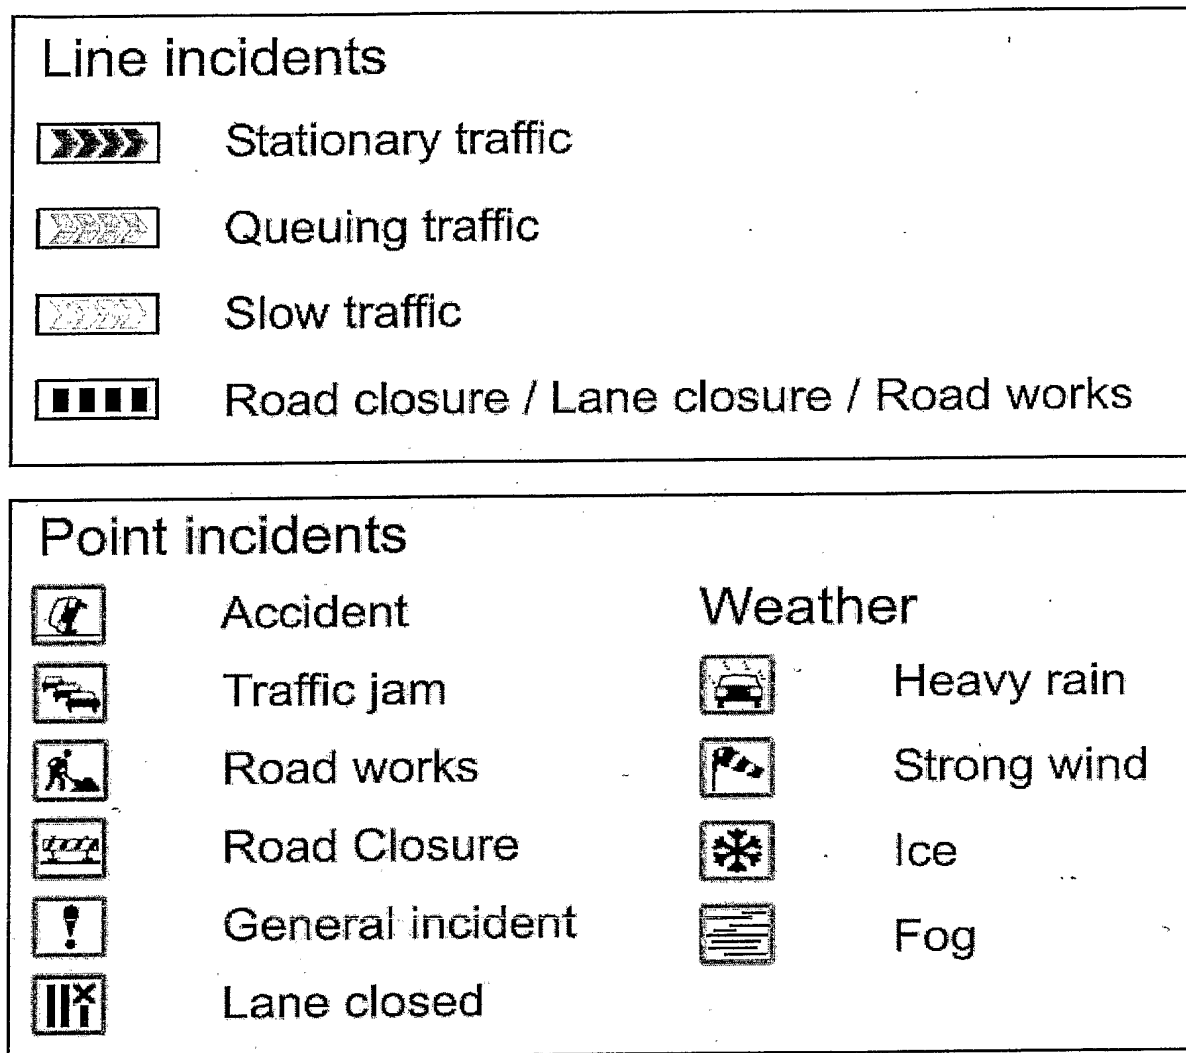 Line incidents
Stationary traffic
Queuing traffic
Slow traffic
Road closure / Lane closure / Road works
Point incidents
Accident
Traffic jam
Road works
Road Closure
General incident
Lane closed
Weather
Heavy rain
Strong wind
Ice
Fog